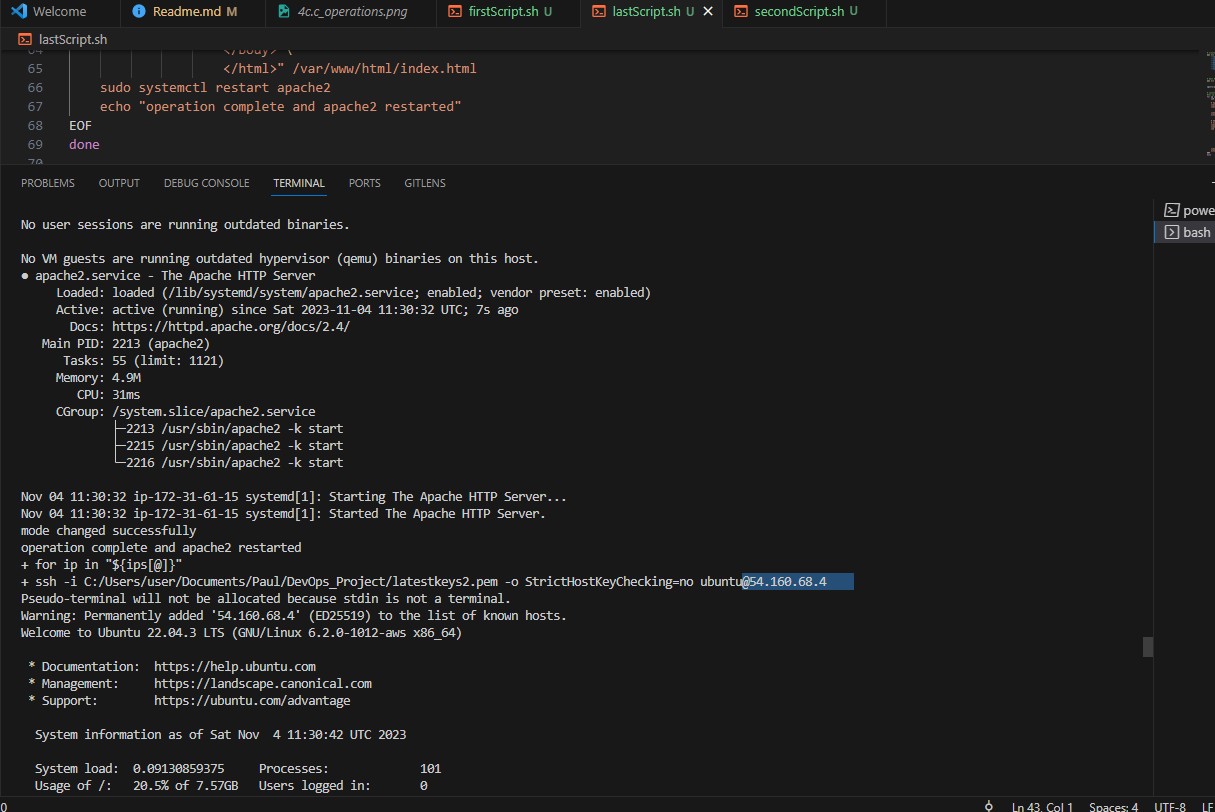 Welcome
Readme.md M
4c.c_operations.png
firstScript.sh U
lastScript.sh U
secondScript.sh U
lastScript.sh
64 </body> \
65 </html>" /var/www/html/index.html
66 sudo systemctl restart apache2
67 echo "operation complete and apache2 restarted"
68 EOF
69 done
70
PROBLEMS OUTPUT DEBUG CONSOLE TERMINAL PORTS GITLENS
powe
bash
No user sessions are running outdated binaries.
No VM guests are running outdated hypervisor (qemu) binaries on this host.
● apache2.service - The Apache HTTP Server
Loaded: loaded (/lib/systemd/system/apache2.service; enabled; vendor preset: enabled)
Active: active (running) since Sat 2023-11-04 11:30:32 UTC; 7s ago
Docs: https://httpd.apache.org/docs/2.4/
Main PID: 2213 (apache2)
Tasks: 55 (limit: 1121)
Memory: 4.9M
CPU: 31ms
CGroup: /system.slice/apache2.service
├─2213 /usr/sbin/apache2 -k start
├─2215 /usr/sbin/apache2 -k start
└─2216 /usr/sbin/apache2 -k start
Nov 04 11:30:32 ip-172-31-61-15 systemd[1]: Starting The Apache HTTP Server...
Nov 04 11:30:32 ip-172-31-61-15 systemd[1]: Started The Apache HTTP Server.
mode changed successfully
operation complete and apache2 restarted
+ for ip in "${ips[@]}"
+ ssh -i C:/Users/user/Documents/Paul/DevOps_Project/latestkeys2.pem -o StrictHostKeyChecking=no ubuntu@54.160.68.4
Pseudo-terminal will not be allocated because stdin is not a terminal.
Warning: Permanently added '54.160.68.4' (ED25519) to the list of known hosts.
Welcome to Ubuntu 22.04.3 LTS (GNU/Linux 6.2.0-1012-aws x86_64)
* Documentation: https://help.ubuntu.com
* Management: https://landscape.canonical.com
* Support: https://ubuntu.com/advantage
System information as of Sat Nov 4 11:30:42 UTC 2023
System load: 0.09130859375 Processes: 101
Usage of /: 20.5% of 7.57GB Users logged in: 0
0
Ln 43, Col 1 Spaces: 4 UTF-8 LF